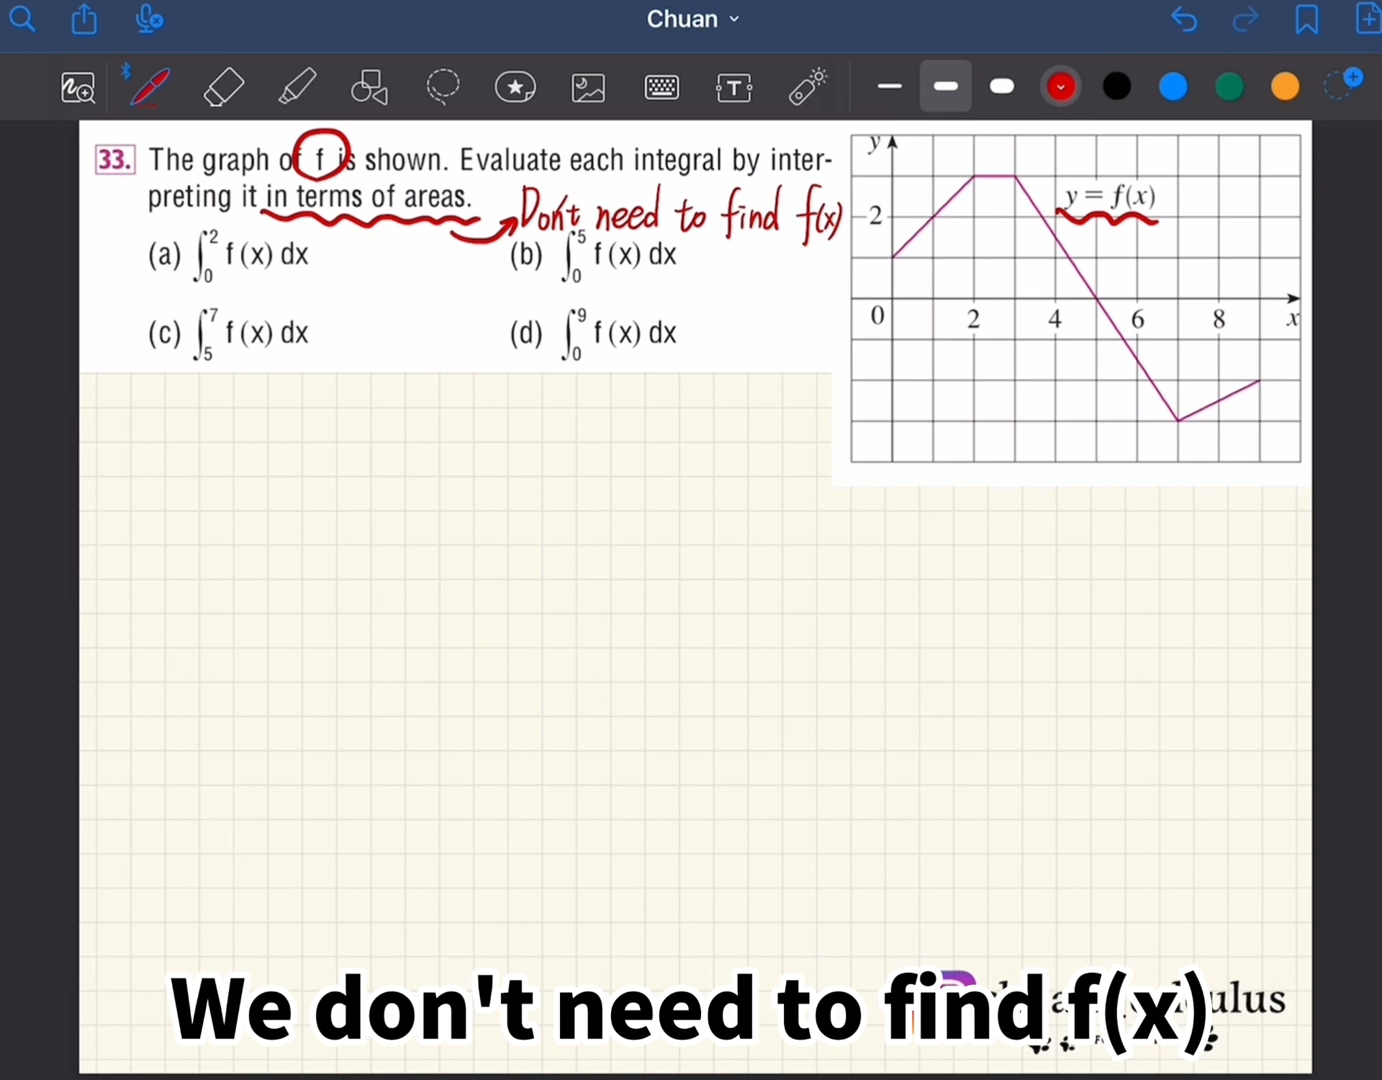 Chuan
33. The graph of f is shown. Evaluate each integral by inter-
preting it in terms of areas.
Don't need to find f(x)
(a) ∫₀² f(x) dx
(b) ∫₀⁵ f(x) dx
(c) ∫₅⁷ f(x) dx
(d) ∫₀⁹ f(x) dx
y
y = f(x)
2
0 2 4 6 8 x
We don't need to find f(x)